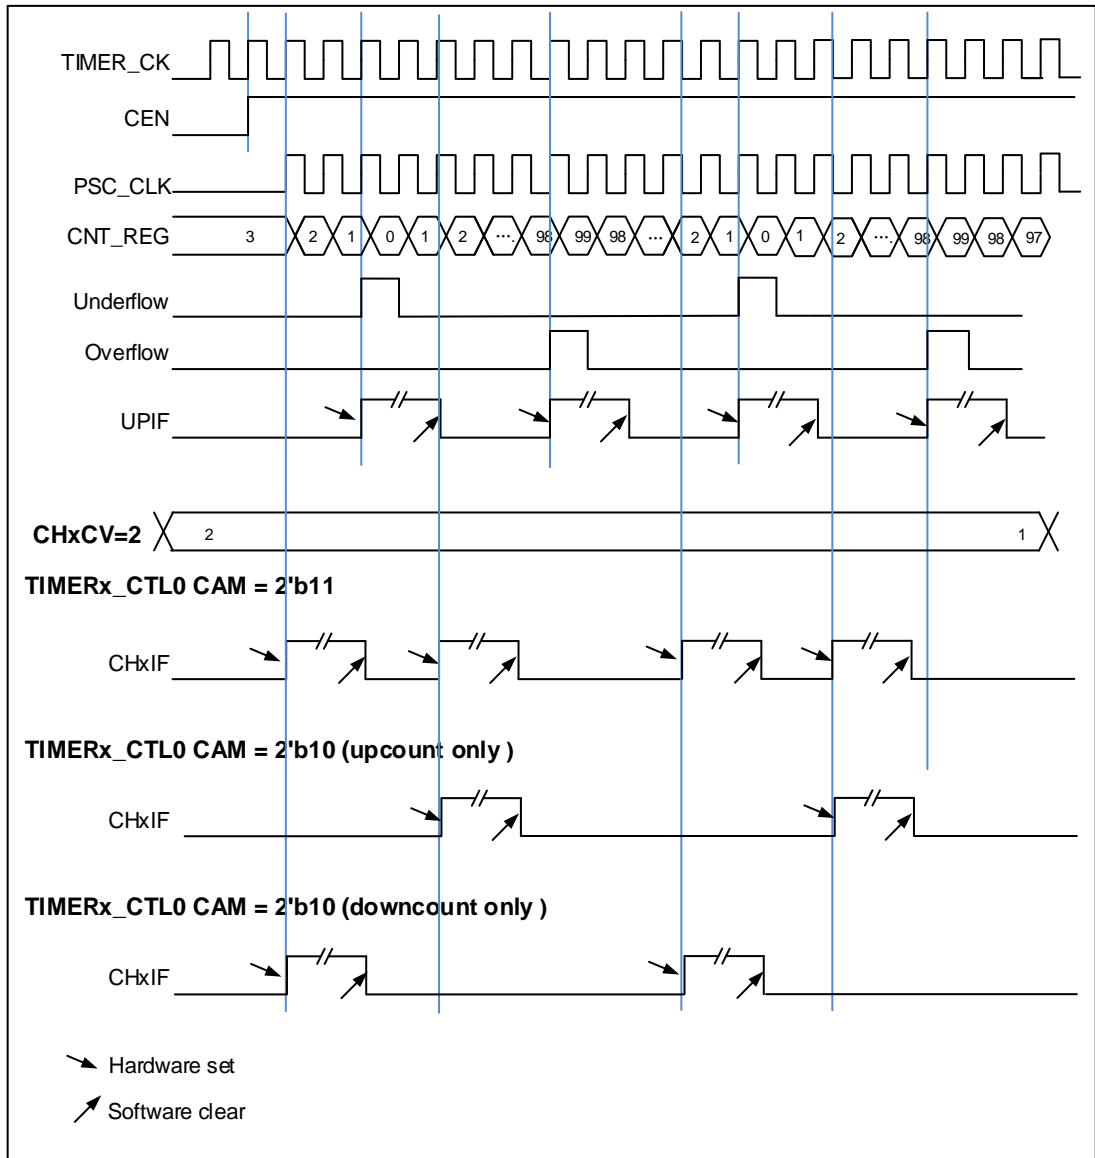 TIMER_CK
CEN
PSC_CLK
CNT_REG 3 2 1 0 1 2 .... 98 99 98 ... 2 1 0 1 2 .... 98 99 98 97
Underflow
Overflow
UPIF
CHxCV=2 2 1
TIMERx_CTL0 CAM = 2'b11
CHxIF
TIMERx_CTL0 CAM = 2'b10 (upcount only )
CHxIF
TIMERx_CTL0 CAM = 2'b10 (downcount only )
CHxIF
Hardware set
Software clear